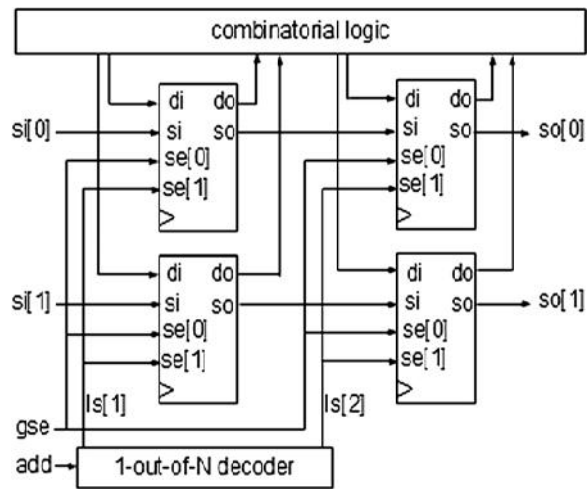 combinatorial logic
di do
si so
se[0]
se[1]
di do
si so
se[0]
se[1]
si[0]
so[0]
di do
si so
se[0]
se[1]
di do
si so
se[0]
se[1]
si[1]
so[1]
ls[1]
ls[2]
gse
add
1-out-of-N decoder